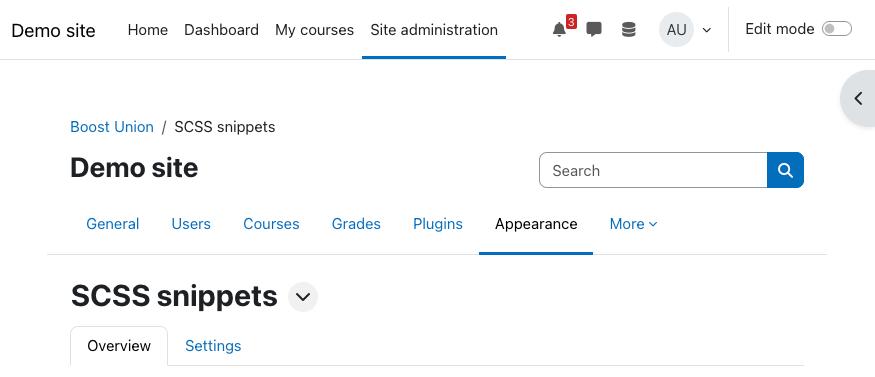 Demo site Home Dashboard My courses Site administration 3 AU Edit mode
Boost Union / SCSS snippets
Demo site
Search
General Users Courses Grades Plugins Appearance More
SCSS snippets
Overview Settings